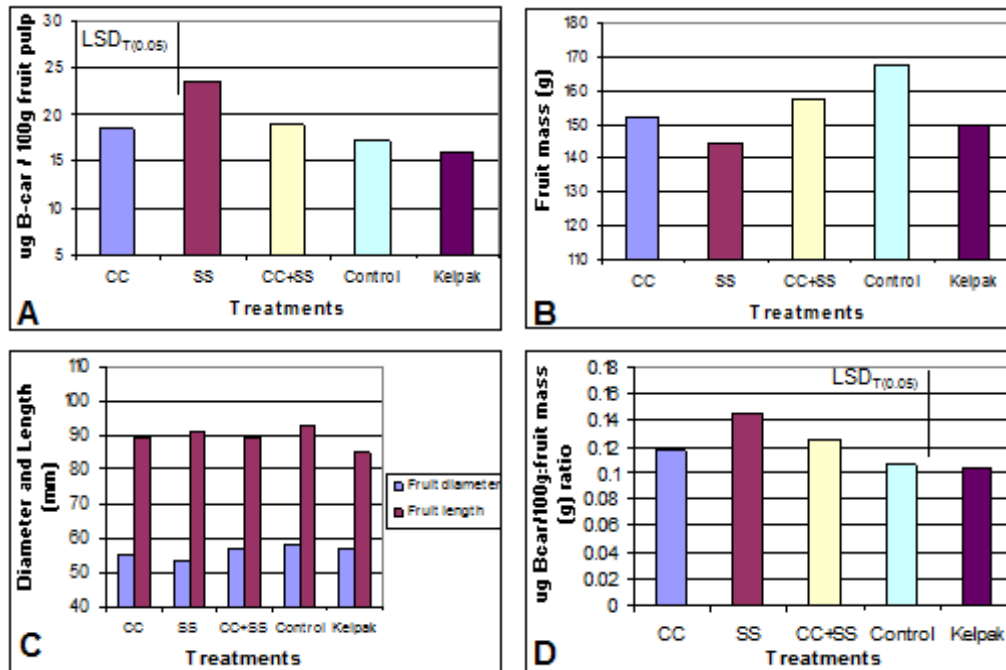 30
25
20
15
10
5
ug B-car / 100g fruit pulp
LSD T(0.05)
CC SS CC+SS Control Kelpak
Treatments
A
180
170
160
150
140
130
120
110
Fruit mass (g)
CC SS CC+SS Control Kelpak
Treatments
B
110
100
90
80
70
60
50
40
Diameter and Length
(mm)
Fruit diameter
Fruit length
CC SS CC+SS Control Kelpak
Treatments
C
0.18
0.16
0.14
0.12
0.1
0.08
0.06
0.04
0.02
0
ug Bcar/100g:fruit mass
(g) ratio
LSD T(0.05)
CC SS CC+SS Control Kelpak
Treatments
D